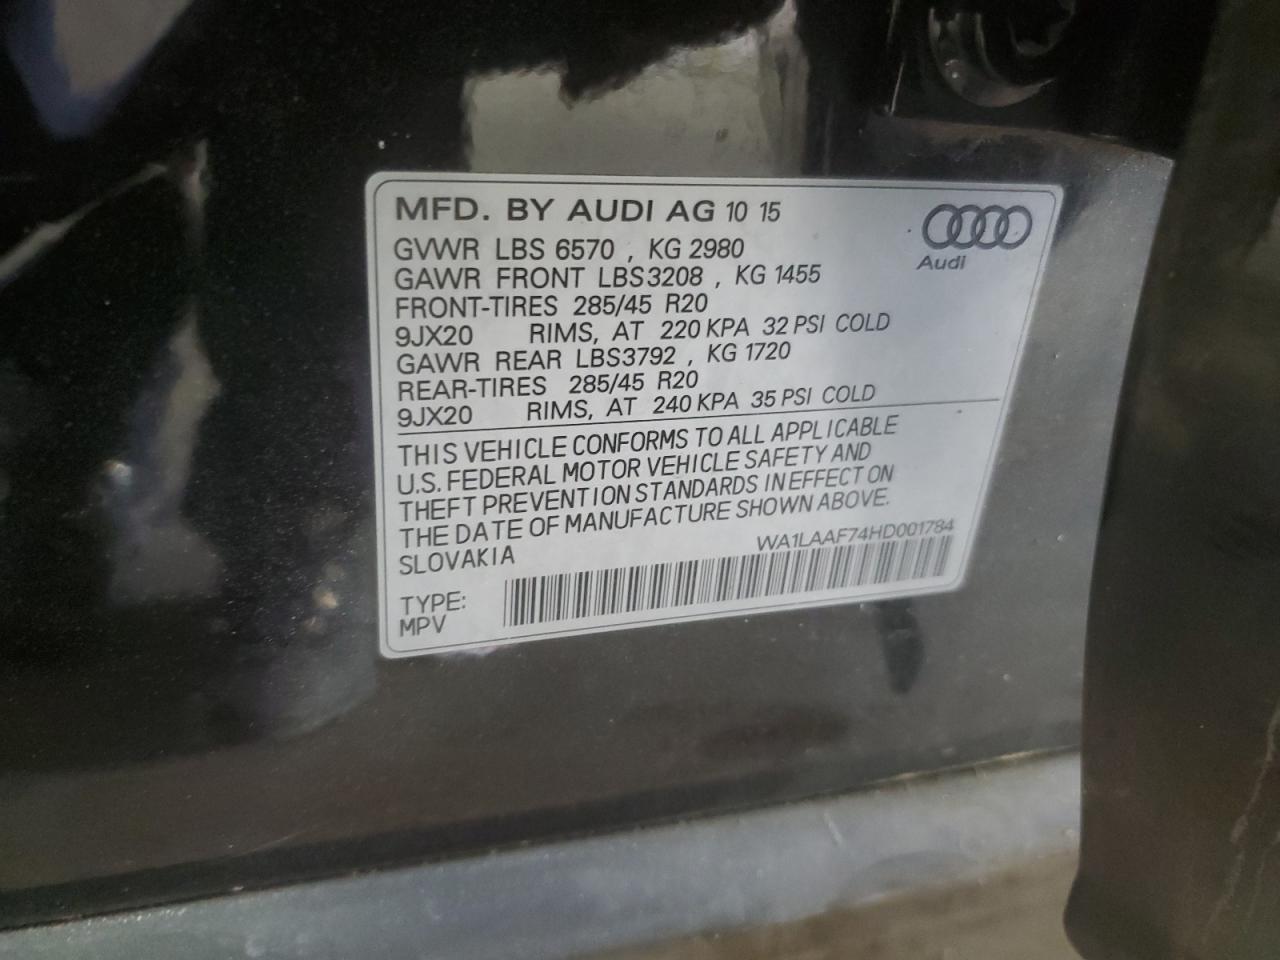 MFD. BY AUDI AG 10 15
Audi
GVWR LBS 6570 , KG 2980
GAWR FRONT LBS3208 , KG 1455
FRONT-TIRES 285/45 R20
9JX20 RIMS, AT 220 KPA 32 PSI COLD
GAWR REAR LBS3792 , KG 1720
REAR-TIRES 285/45 R20
9JX20 RIMS, AT 240 KPA 35 PSI COLD
THIS VEHICLE CONFORMS TO ALL APPLICABLE
U.S. FEDERAL MOTOR VEHICLE SAFETY AND
THEFT PREVENTION STANDARDS IN EFFECT ON
THE DATE OF MANUFACTURE SHOWN ABOVE.
SLOVAKIA
WA1LAAF74HD001784
TYPE:
MPV